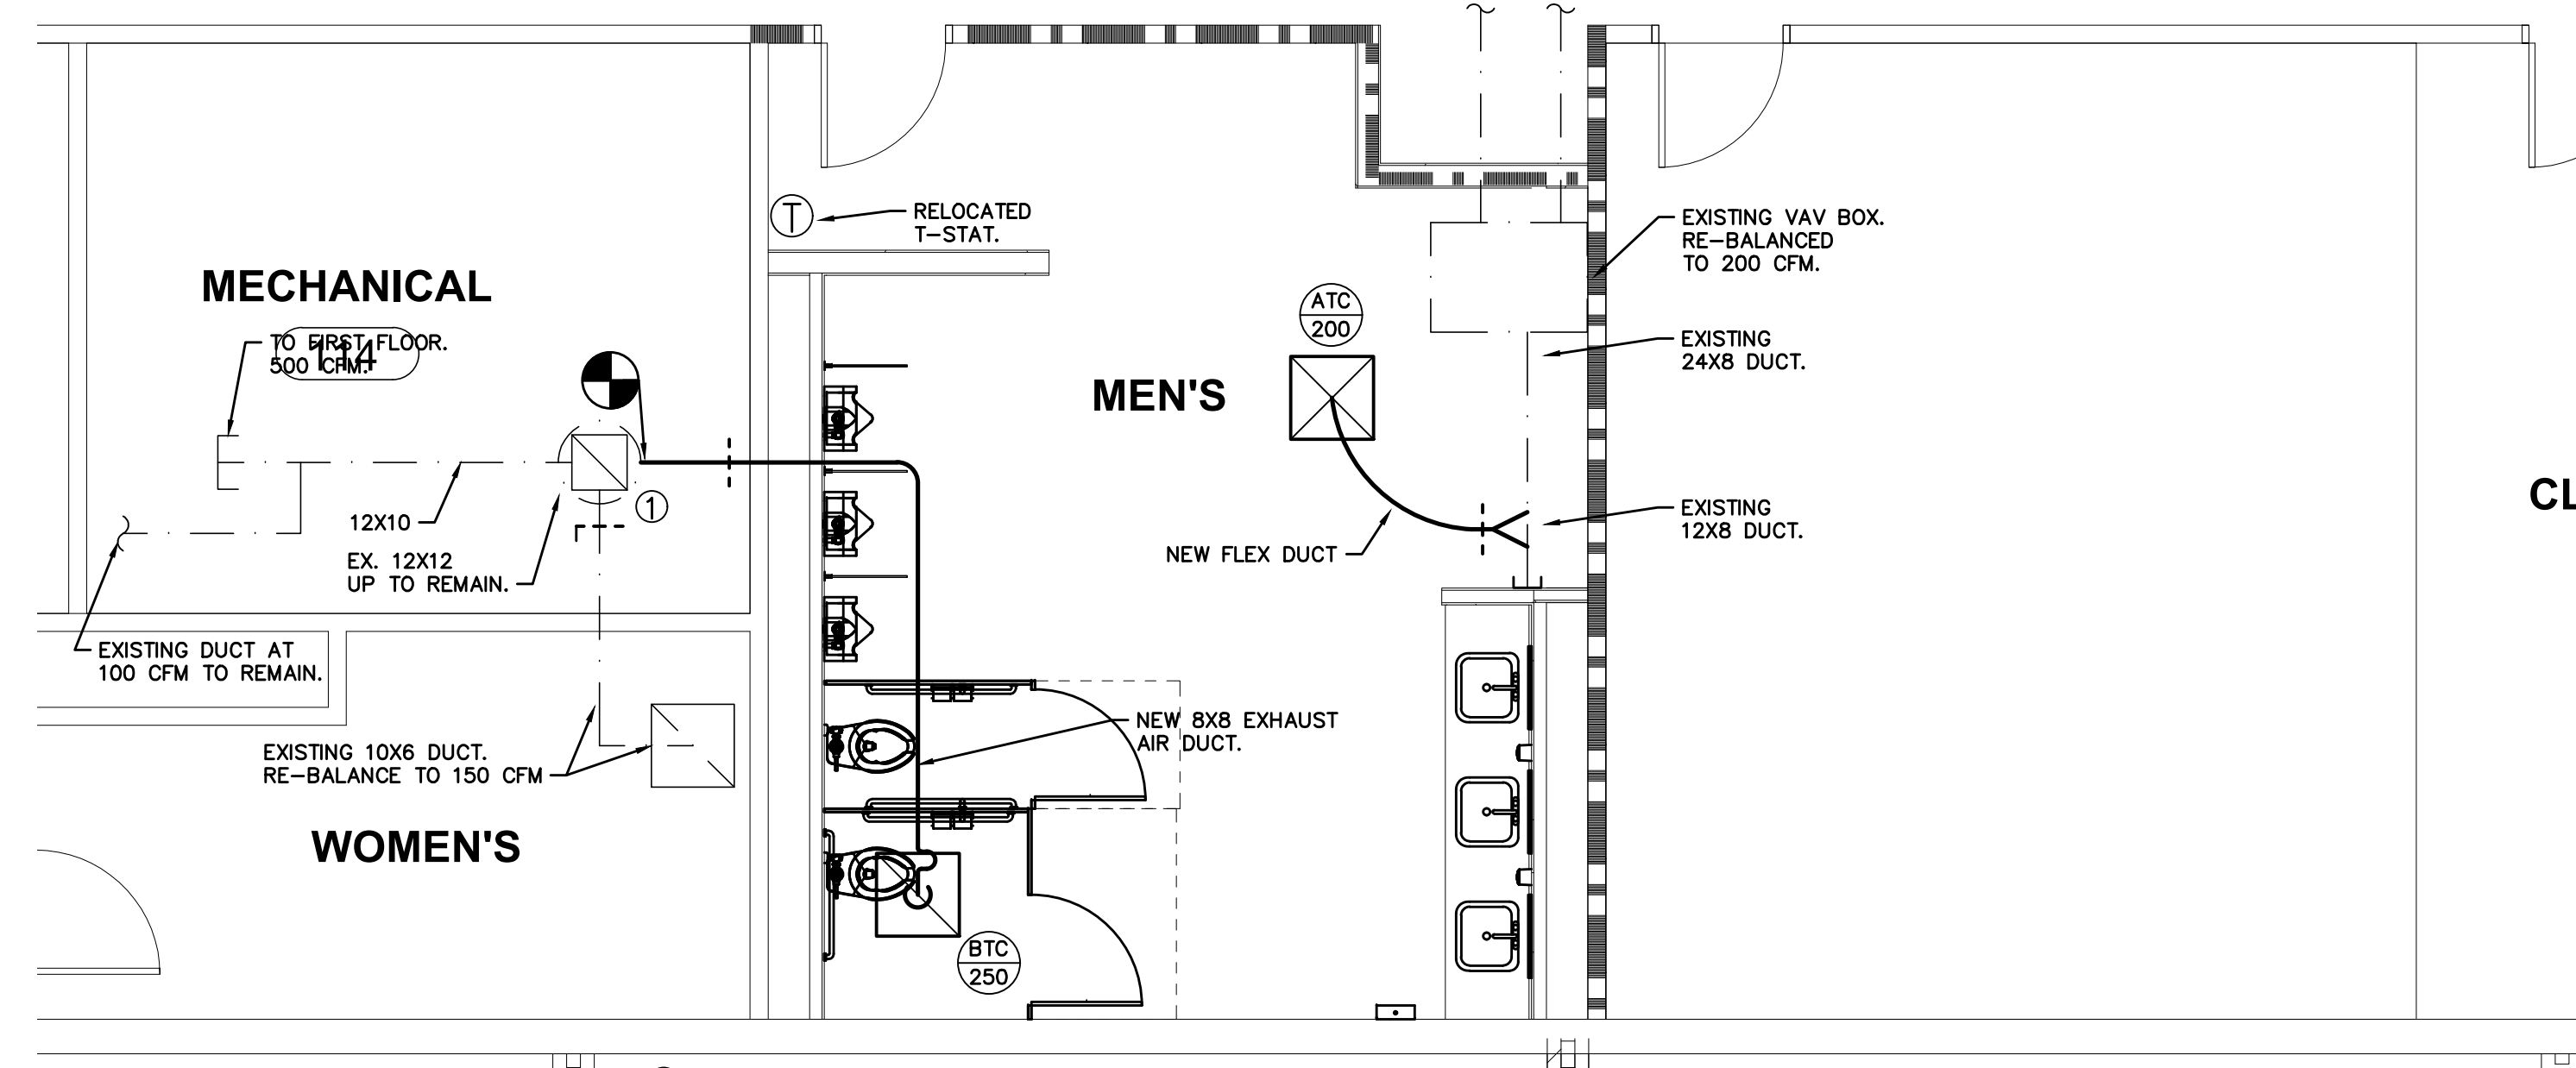 RELOCATED
T-STAT.
T
EXISTING VAV BOX.
RE-BALANCED
TO 200 CFM.
MECHANICAL
114
TO FIRST FLOOR.
500 CFM.
ATC
200
EXISTING
24X8 DUCT.
MEN'S
CL
12X10
1
EXISTING
12X8 DUCT.
EX. 12X12
UP TO REMAIN.
NEW FLEX DUCT
EXISTING DUCT AT
100 CFM TO REMAIN.
NEW 8X8 EXHAUST
AIR DUCT.
EXISTING 10X6 DUCT.
RE-BALANCE TO 150 CFM
WOMEN'S
BTC
250